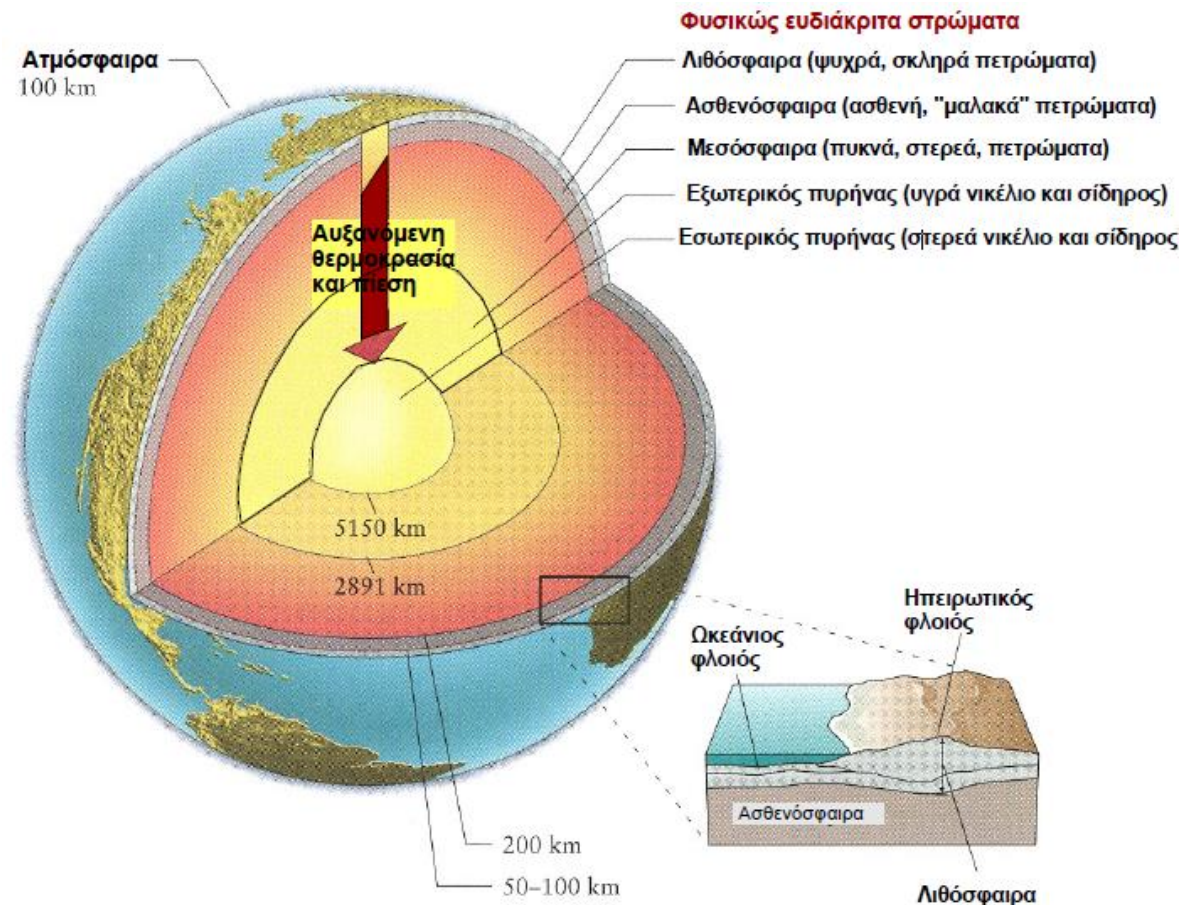 Φυσικώς ευδιάκριτα στρώματα
Ατμόσφαιρα
100 km
Λιθόσφαιρα (ψυχρά, σκληρά πετρώματα)
Ασθενόσφαιρα (ασθενή, "μαλακά" πετρώματα)
Μεσόσφαιρα (πυκνά, στερεά, πετρώματα)
Εξωτερικός πυρήνας (υγρά νικέλιο και σίδηρος)
Εσωτερικός πυρήνας (στερεά νικέλιο και σίδηρος
Αυξανόμενη
θερμοκρασία
και πίεση
5150 km
2891 km
Ηπειρωτικός
φλοιός
Ωκεάνιος
φλοιός
Ασθενόσφαιρα
200 km
50–100 km
Λιθόσφαιρα